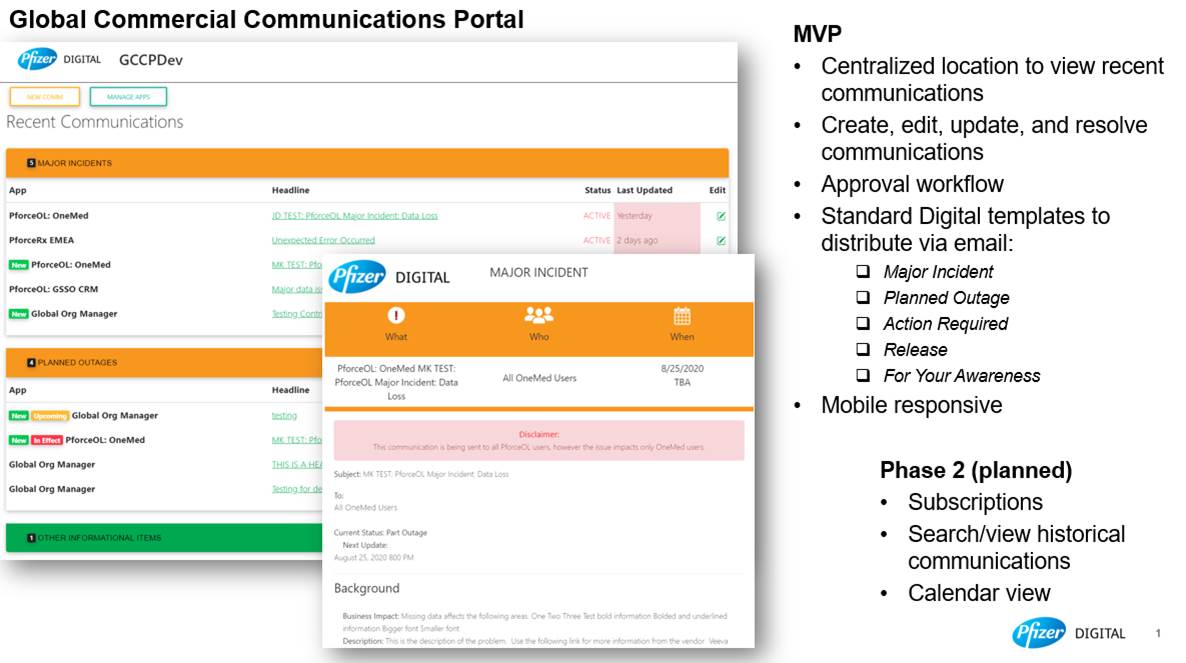 Global Commercial Communications Portal
Pfizer DIGITAL GCCPDev
NEW COMM MANAGE APPS
Recent Communications
5 MAJOR INCIDENTS
App Headline Status Last Updated Edit
PforceOL: OneMed JD TEST: PforceOL Major Incident: Data Loss ACTIVE Yesterday
PforceRx EMEA Unexpected Error Occurred ACTIVE 2 days ago
New PforceOL: OneMed MK TEST: Pfo
PforceOL: GSSO CRM Major data is
New Global Org Manager Testing Contr
4 PLANNED OUTAGES
App Headline
New Upcoming Global Org Manager testing
New In Effect PforceOL: OneMed MK TEST: Pfo
Global Org Manager THIS IS A HEA
Global Org Manager Testing for de
1 OTHER INFORMATIONAL ITEMS
Pfizer DIGITAL MAJOR INCIDENT
What Who When
PforceOL: OneMed MK TEST:
PforceOL Major Incident: Data
Loss
All OneMed Users
8/25/2020
TBA
Disclaimer:
This communication is being sent to all PforceOL users, however the issue impacts only OneMed users
Subject: MK TEST: PforceOL Major Incident: Data Loss
To:
All OneMed Users
Current Status: Part Outage
Next Update:
August 25, 2020 800 PM
Background
Business Impact: Missing data affects the following areas: One Two Three Test bold information Bolded and underlined
information Bigger font Smaller font
Description: This is the description of the problem. Use the following link for more information from the vendor Veeva
MVP
• Centralized location to view recent
communications
• Create, edit, update, and resolve
communications
• Approval workflow
• Standard Digital templates to
distribute via email:
❑ Major Incident
❑ Planned Outage
❑ Action Required
❑ Release
❑ For Your Awareness
• Mobile responsive
Phase 2 (planned)
• Subscriptions
• Search/view historical
communications
• Calendar view
Pfizer DIGITAL 1